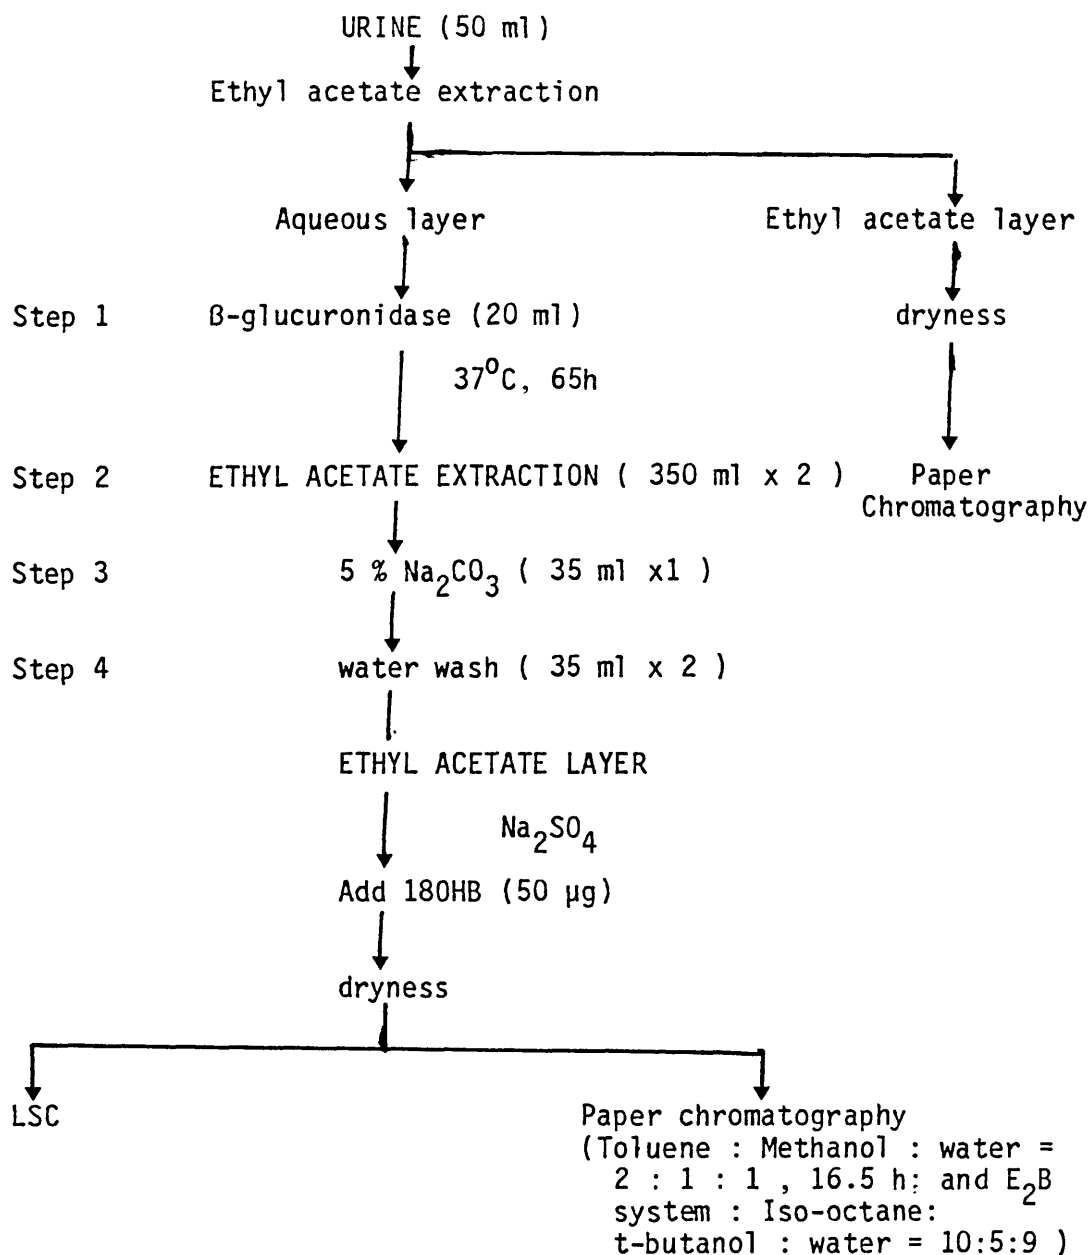 URINE (50 ml)
Ethyl acetate extraction
Aqueous layer
Ethyl acetate layer
Step 1
β-glucuronidase (20 ml)
dryness
37°C, 65h
Step 2
ETHYL ACETATE EXTRACTION ( 350 ml x 2 )
Paper
Chromatography
Step 3
5 % Na₂CO₃ ( 35 ml x1 )
Step 4
water wash ( 35 ml x 2 )
ETHYL ACETATE LAYER
Na₂SO₄
Add 18OHB (50 µg)
dryness
LSC
Paper chromatography
(Toluene : Methanol : water =
2 : 1 : 1 , 16.5 h; and E₂B
system : Iso-octane:
t-butanol : water = 10:5:9 )